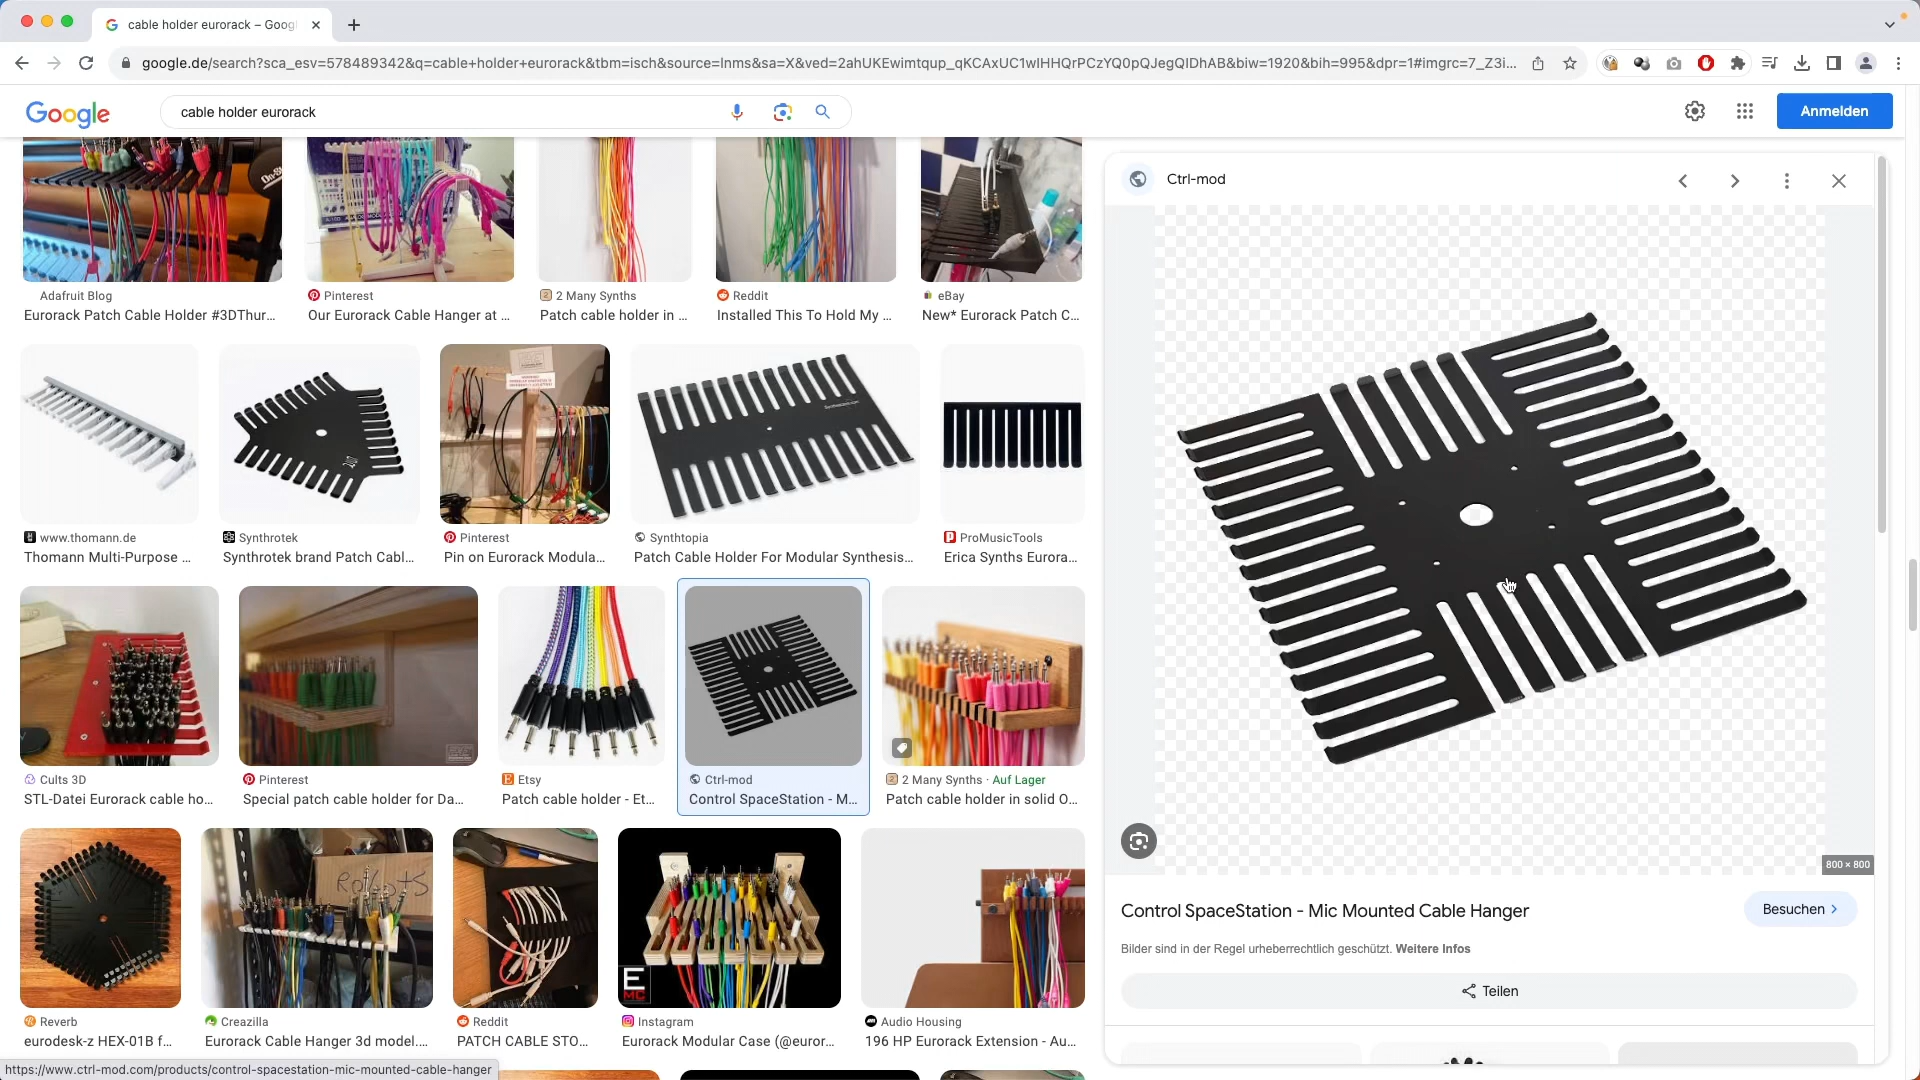 cable holder eurorack – Goog
google.de/search?sca_esv=578489342&q=cable+holder+eurorack&tbm=isch&source=lnms&sa=X&ved=2ahUKEwimtqup_qKCAxUC1wIHHQrPCzYQ0pQJegQIDhAB&biw=1920&bih=995&dpr=1#imgrc=7_Z3i...
Google
cable holder eurorack
Anmelden
Adafruit Blog
Eurorack Patch Cable Holder #3DThur...
Pinterest
Our Eurorack Cable Hanger at ...
2 Many Synths
Patch cable holder in ...
Reddit
Installed This To Hold My ...
eBay
New* Eurorack Patch C...
www.thomann.de
Thomann Multi-Purpose ...
Synthrotek
Synthrotek brand Patch Cabl...
Pinterest
Pin on Eurorack Modula...
Synthtopia
Patch Cable Holder For Modular Synthesis...
ProMusicTools
Erica Synths Eurora...
Cults 3D
STL-Datei Eurorack cable ho...
Pinterest
Special patch cable holder for Da...
Etsy
Patch cable holder - Et...
Ctrl-mod
Control SpaceStation - M...
2 Many Synths · Auf Lager
Patch cable holder in solid O...
RobotS
E
MC
Reverb
eurodesk-z HEX-01B f...
Creazilla
Eurorack Cable Hanger 3d model....
Reddit
PATCH CABLE STO...
Instagram
Eurorack Modular Case (@euror...
Audio Housing
196 HP Eurorack Extension - Au...
https://www.ctrl-mod.com/products/control-spacestation-mic-mounted-cable-hanger
Ctrl-mod
800 × 800
Control SpaceStation - Mic Mounted Cable Hanger
Besuchen
Bilder sind in der Regel urheberrechtlich geschützt. Weitere Infos
Teilen